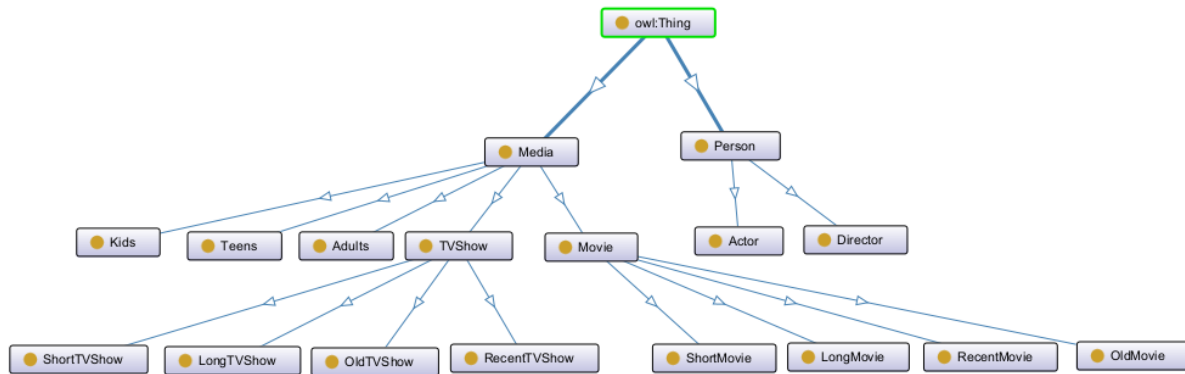 owl:Thing
Media
Person
Kids
Teens
Adults
TVShow
Movie
Actor
Director
ShortTVShow
LongTVShow
OldTVShow
RecentTVShow
ShortMovie
LongMovie
RecentMovie
OldMovie